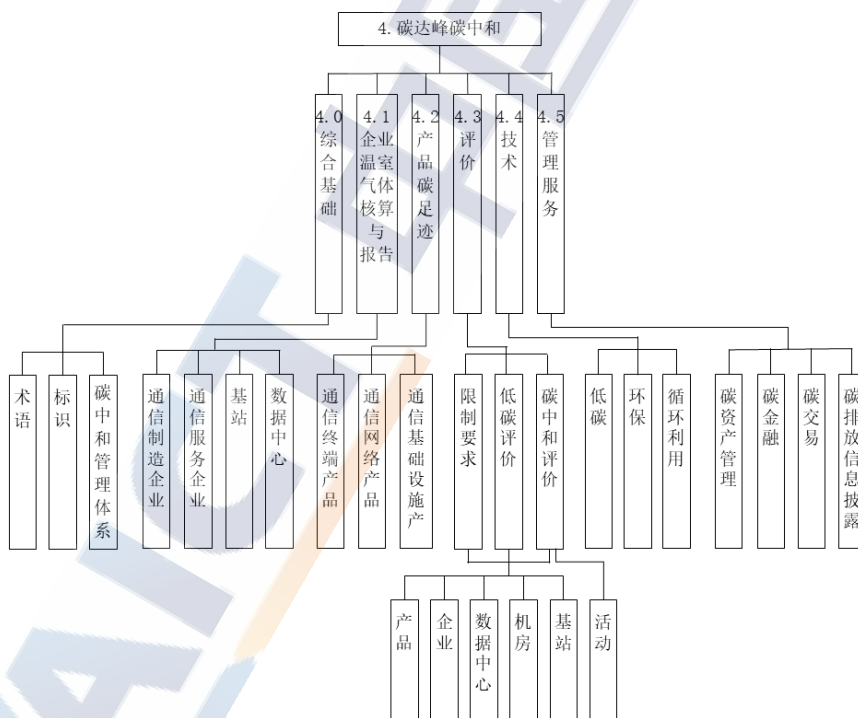 4. 碳达峰碳中和
4.0
综合基础
4.1
企业温室气体核算与报告
4.2
产品碳足迹
4.3
评价
4.4
技术
4.5
管理服务
术语
标识
碳中和管理体系
通信制造企业
通信服务企业
基站
数据中心
通信终端产品
通信网络产品
通信基础设施产
限制要求
低碳评价
碳中和评价
低碳
环保
循环利用
碳资产管理
碳金融
碳交易
碳排放信息披露
产品
企业
数据中心
机房
基站
活动